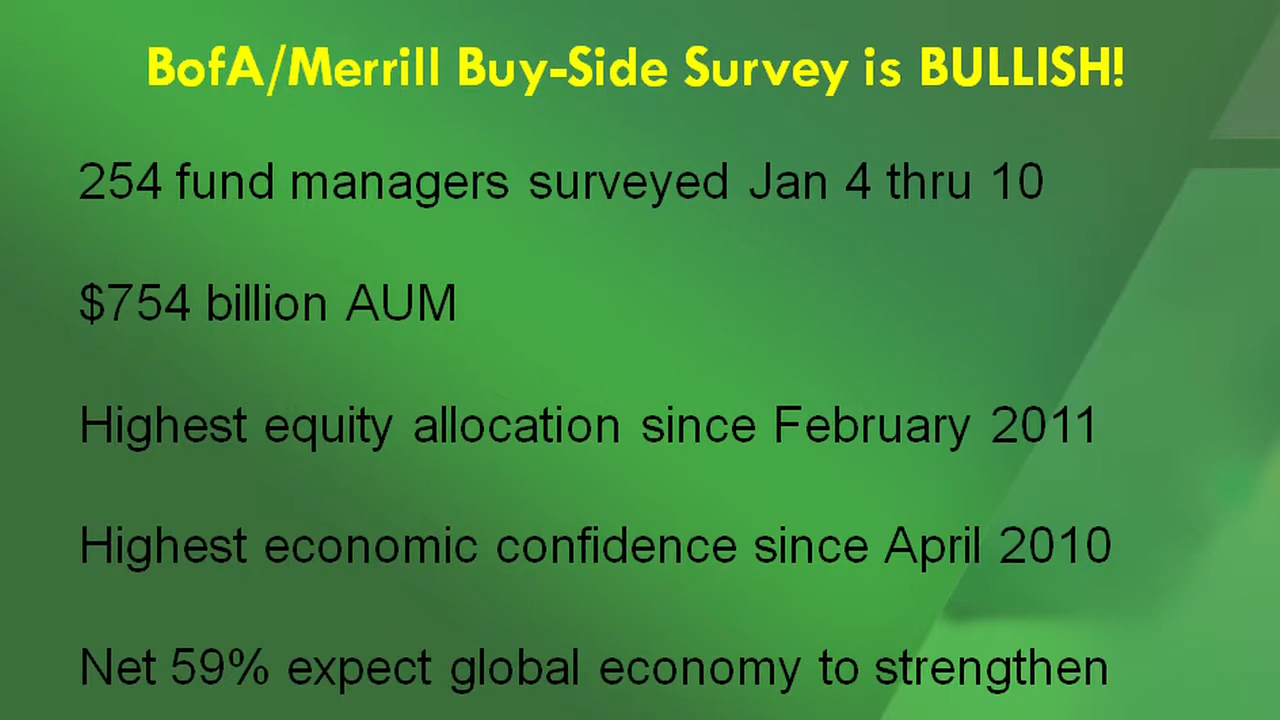 BofA/Merrill Buy-Side Survey is BULLISH!
254 fund managers surveyed Jan 4 thru 10
$754 billion AUM
Highest equity allocation since February 2011
Highest economic confidence since April 2010
Net 59% expect global economy to strengthen